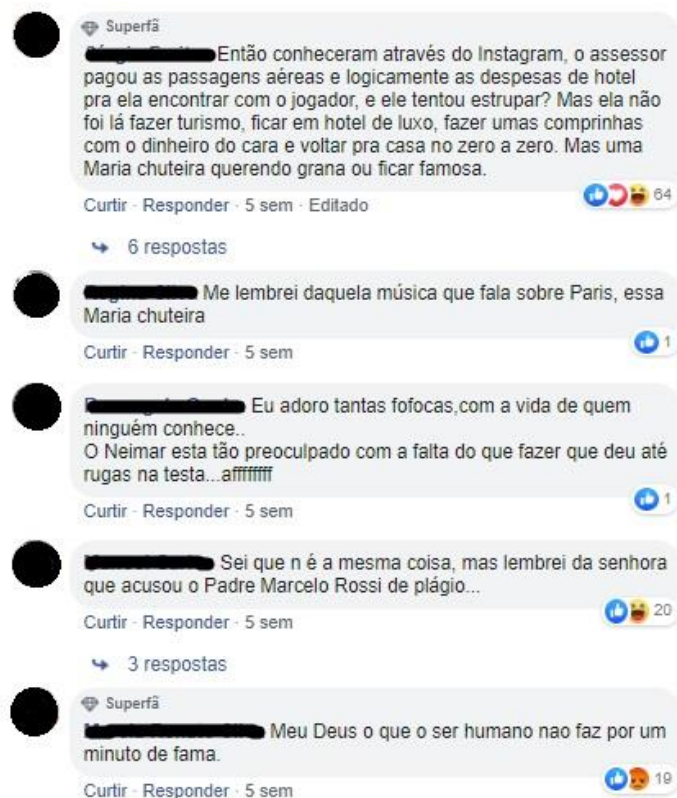 Superfã
Então conheceram através do Instagram, o assessor
pagou as passagens aéreas e logicamente as despesas de hotel
pra ela encontrar com o jogador, e ele tentou estrupar? Mas ela não
foi lá fazer turismo, ficar em hotel de luxo, fazer umas comprinhas
com o dinheiro do cara e voltar pra casa no zero a zero. Mas uma
Maria chuteira querendo grana ou ficar famosa.
64
Curtir · Responder · 5 sem · Editado
6 respostas
Me lembrei daquela música que fala sobre Paris, essa
Maria chuteira
1
Curtir · Responder · 5 sem
Eu adoro tantas fofocas,com a vida de quem
ninguém conhece..
O Neimar esta tão preoculpado com a falta do que fazer que deu até
rugas na testa...affffffff
1
Curtir · Responder · 5 sem
Sei que n é a mesma coisa, mas lembrei da senhora
que acusou o Padre Marcelo Rossi de plágio...
20
Curtir · Responder · 5 sem
3 respostas
Superfã
Meu Deus o que o ser humano nao faz por um
minuto de fama.
19
Curtir · Responder · 5 sem